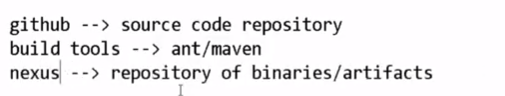 github --> source code repository
build tools --> ant/maven
nexus --> repository of binaries/artifacts